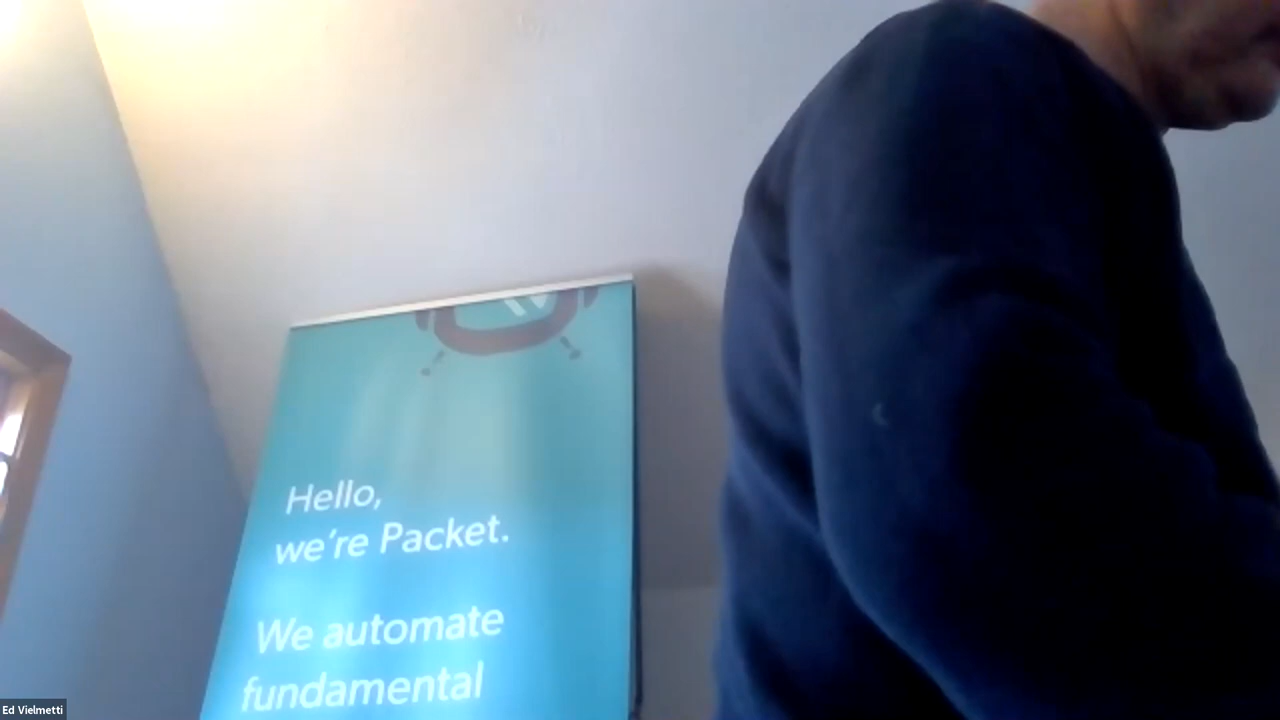 Hello,
we're Packet.
We automate
fundamental
Ed Vielmetti